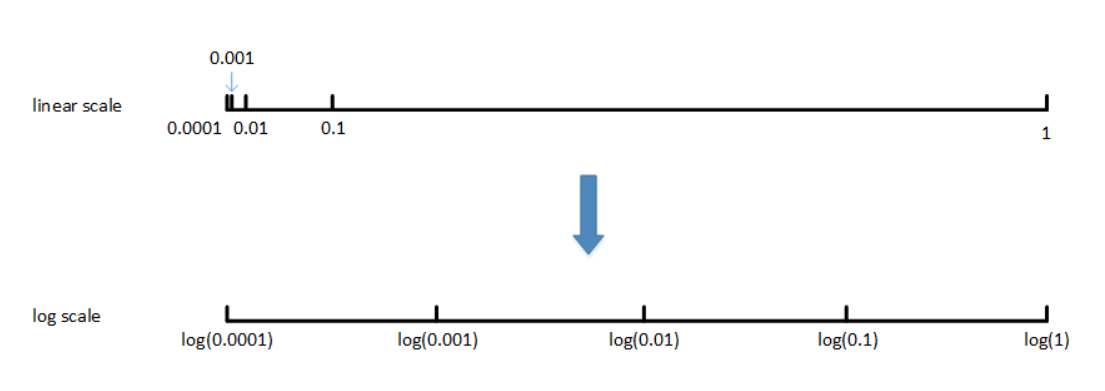 0.001
linear scale
0.0001 0.01 0.1 1
log scale
log(0.0001) log(0.001) log(0.01) log(0.1) log(1)